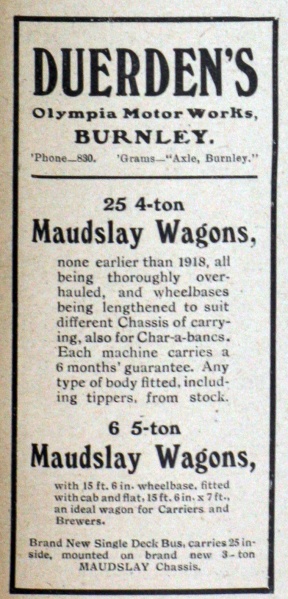 DUERDEN'S
Olympia Motor Works,
BURNLEY.
'Phone—830. 'Grams—"Axle, Burnley."
25 4-ton
Maudslay Wagons,
none earlier than 1918, all
being thoroughly over-
hauled, and wheelbases
being lengthened to suit
different Chassis of carry-
ing, also for Char-a-bancs.
Each machine carries a
6 months' guarantee. Any
type of body fitted, includ-
ing tippers, from stock.
6 5-ton
Maudslay Wagons,
with 15 ft. 6 in. wheelbase, fitted
with cab and flat, 15 ft. 6 in. x 7 ft.,
an ideal wagon for Carriers and
Brewers.
Brand New Single Deck Bus, carries 25 in-
side, mounted on brand new 3-ton
MAUDSLAY Chassis.